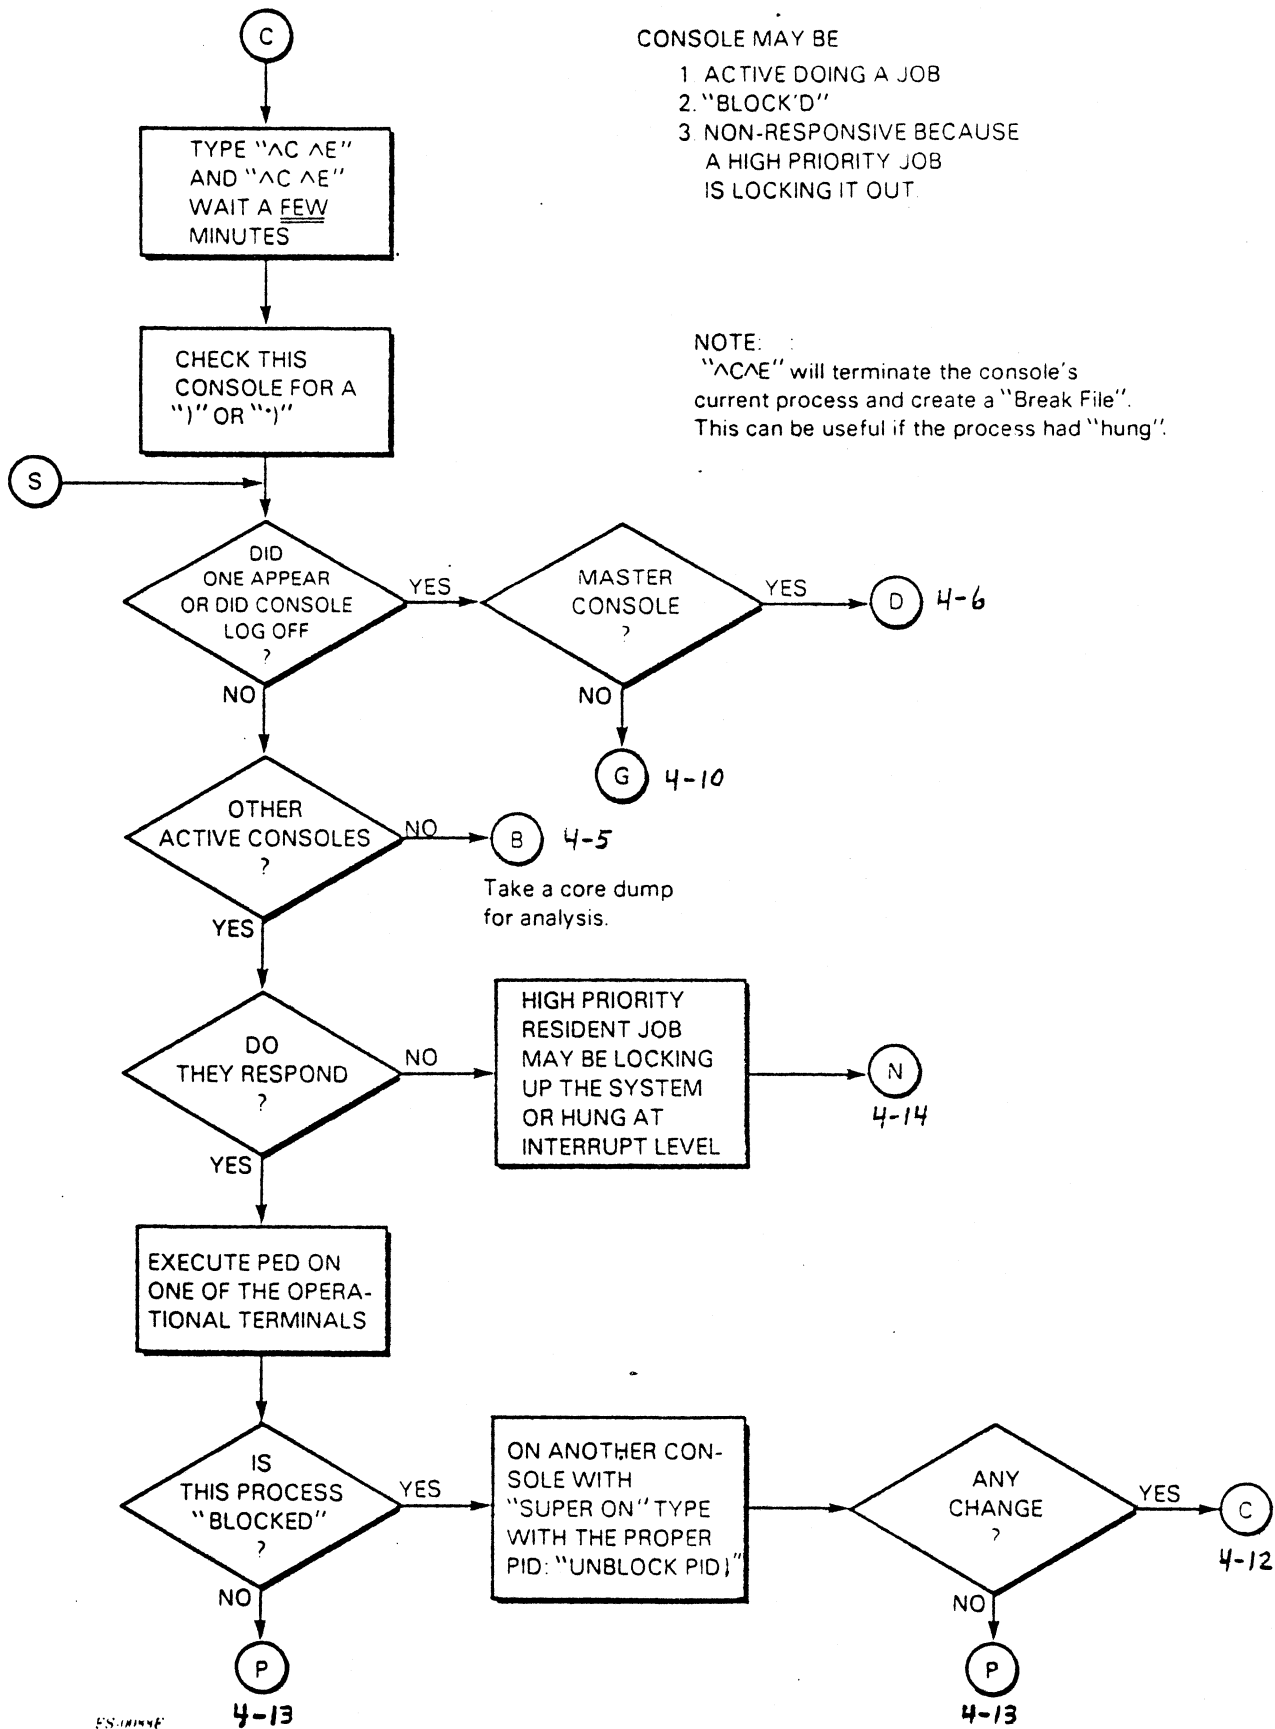 C
CONSOLE MAY BE
1. ACTIVE DOING A JOB
2. "BLOCK'D"
3. NON-RESPONSIVE BECAUSE
A HIGH PRIORITY JOB
IS LOCKING IT OUT.
TYPE "^C ^E"
AND "^C ^E"
WAIT A FEW
MINUTES
CHECK THIS
CONSOLE FOR A
")" OR "*)"
NOTE:
"^C^E" will terminate the console's
current process and create a "Break File".
This can be useful if the process had "hung".
S
DID
ONE APPEAR
OR DID CONSOLE
LOG OFF
?
YES
MASTER
CONSOLE
?
YES
D 4-6
NO
NO
G 4-10
OTHER
ACTIVE CONSOLES
?
NO
B 4-5
Take a core dump
for analysis.
YES
DO
THEY RESPOND
?
NO
HIGH PRIORITY
RESIDENT JOB
MAY BE LOCKING
UP THE SYSTEM
OR HUNG AT
INTERRUPT LEVEL
N
4-14
YES
EXECUTE PED ON
ONE OF THE OPERA-
TIONAL TERMINALS
IS
THIS PROCESS
"BLOCKED"
?
YES
ON ANOTHER CON-
SOLE WITH
"SUPER ON" TYPE
WITH THE PROPER
PID: "UNBLOCK PID)"
ANY
CHANGE
?
YES
C
4-12
NO
P
4-13
NO
P
4-13